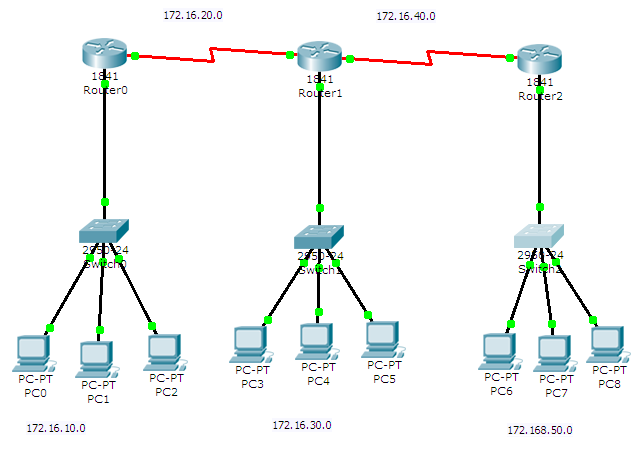 172.16.20.0
172.16.40.0
1841
Router0
1841
Router1
1841
Router2
2950-24
Switch0
2950-24
Switch1
2950-24
Switch2
PC-PT
PC0
PC-PT
PC1
PC-PT
PC2
PC-PT
PC3
PC-PT
PC4
PC-PT
PC5
PC-PT
PC6
PC-PT
PC7
PC-PT
PC8
172.16.10.0
172.16.30.0
172.168.50.0